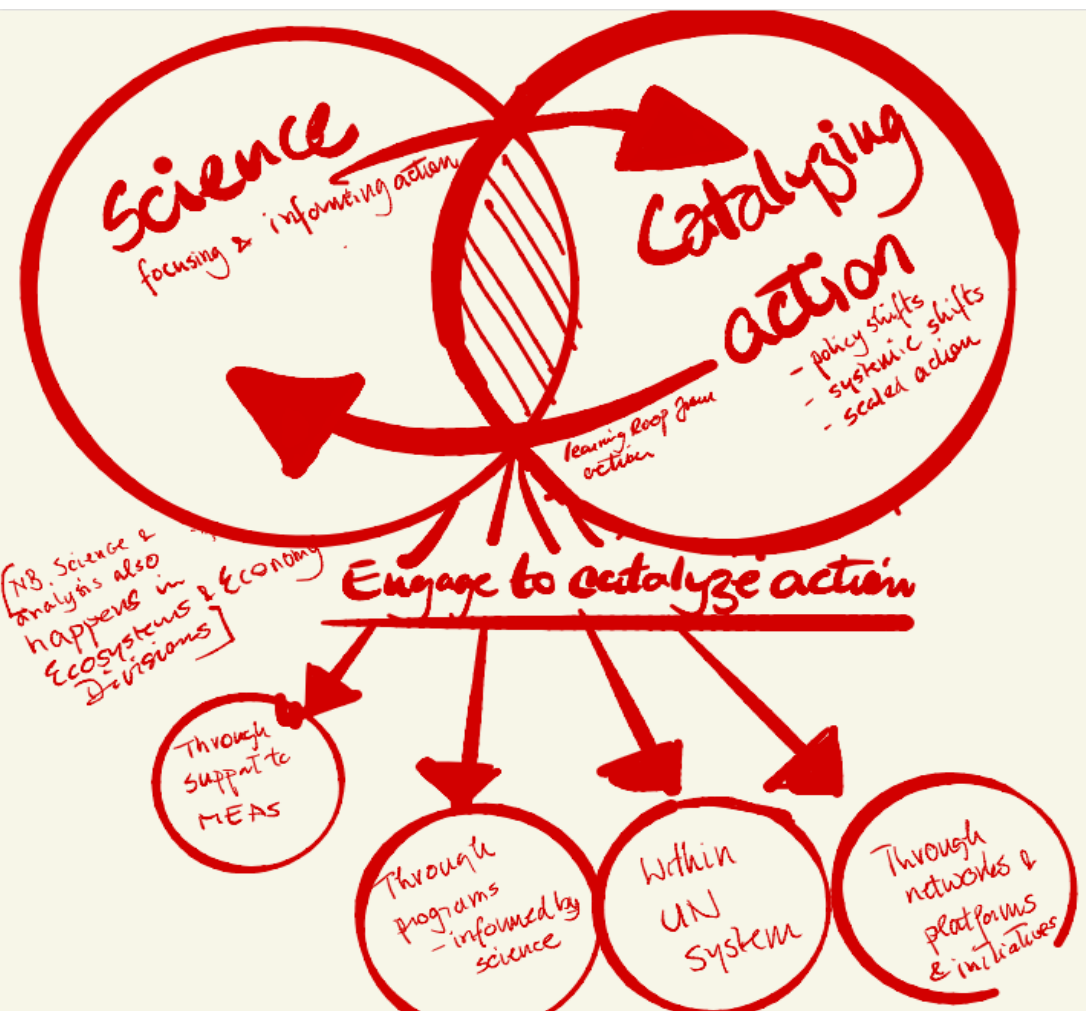 Science
focusing & informing action
Catalyzing
action
- policy shifts
- systemic shifts
- scaled action
learning loop from
action
[NB. Science &
analysis also
happens in
Ecosystems & Economy
Divisions]
Engage to catalyze action
Through
support to
MEAs
Through
programs
- informed by
science
Within
UN
System
Through
networks &
platforms
& initiatives